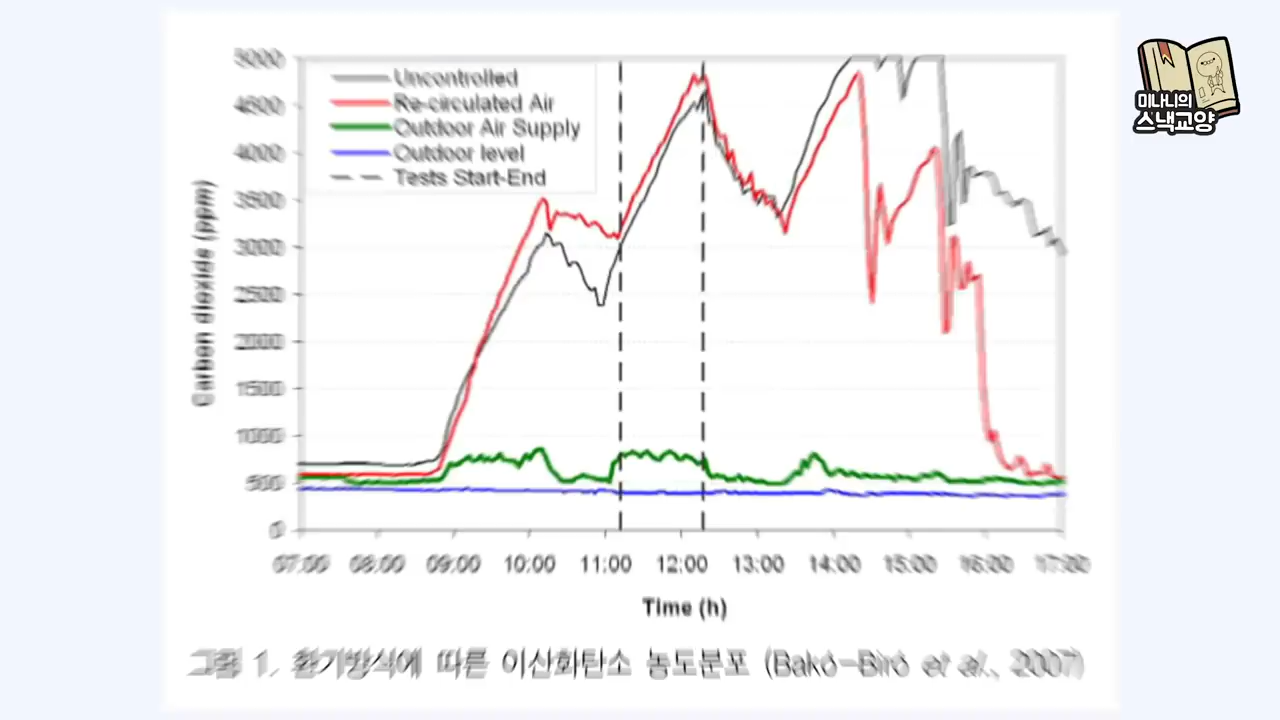 미나니의
스낵교양
5000
4500
4000
3500
3000
2500
2000
1500
1000
500
0
Carbon dioxide (ppm)
Uncontrolled
Re-circulated Air
Outdoor Air Supply
Outdoor level
Tests Start-End
07:00 08:00 09:00 10:00 11:00 12:00 13:00 14:00 15:00 16:00 17:00
Time (h)
그림 1. 환기방식에 따른 이산화탄소 농도분포 (Bakó-Biró et al., 2007)